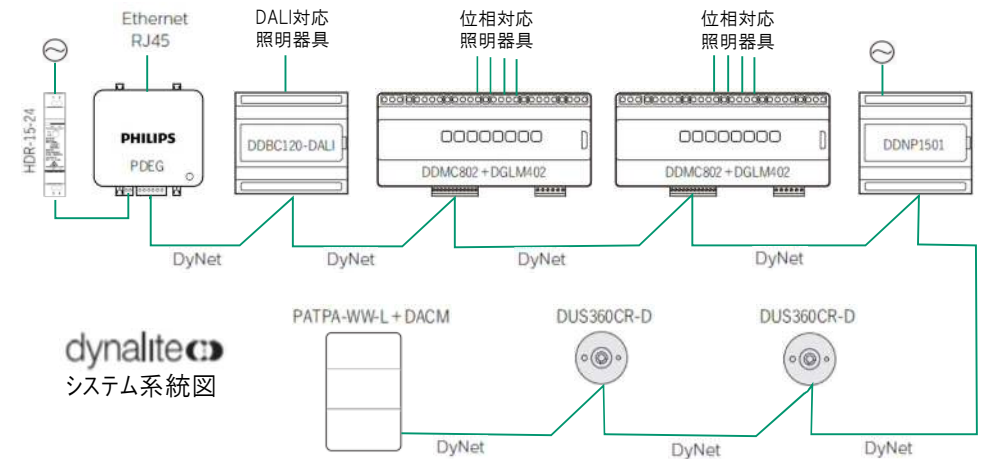 Ethernet
RJ45
DALI対応
照明器具
位相対応
照明器具
位相対応
照明器具
HDR-15-24
PHILIPS
PDEG
DDBC120-DALI
DDMC802+DGLM402
DDMC802+DGLM402
DDNP1501
DyNet
DyNet
DyNet
DyNet
PATPA-WW-L+DACM
DUS360CR-D
DUS360CR-D
dynalite
システム系統図
DyNet
DyNet
DyNet